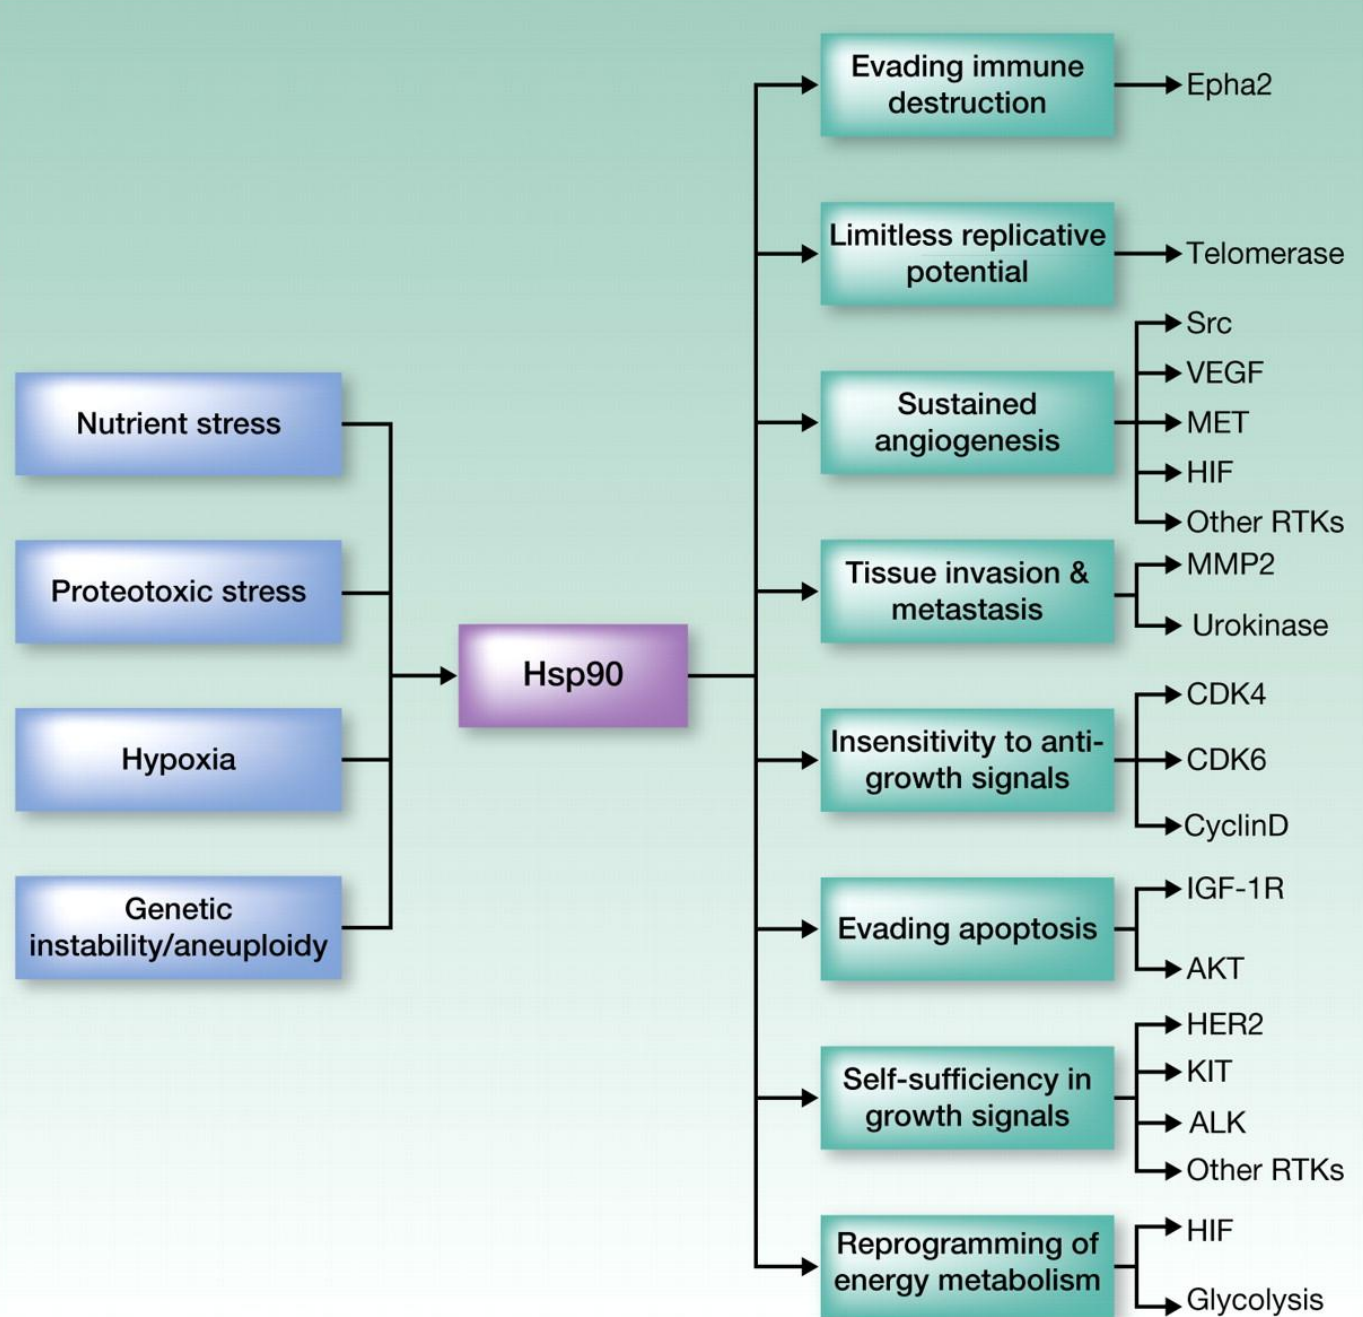 Nutrient stress
Proteotoxic stress
Hypoxia
Genetic
instability/aneuploidy
Hsp90
Evading immune
destruction
Epha2
Limitless replicative
potential
Telomerase
Sustained
angiogenesis
Src
VEGF
MET
HIF
Other RTKs
Tissue invasion &
metastasis
MMP2
Urokinase
Insensitivity to anti-
growth signals
CDK4
CDK6
CyclinD
Evading apoptosis
IGF-1R
AKT
Self-sufficiency in
growth signals
HER2
KIT
ALK
Other RTKs
Reprogramming of
energy metabolism
HIF
Glycolysis